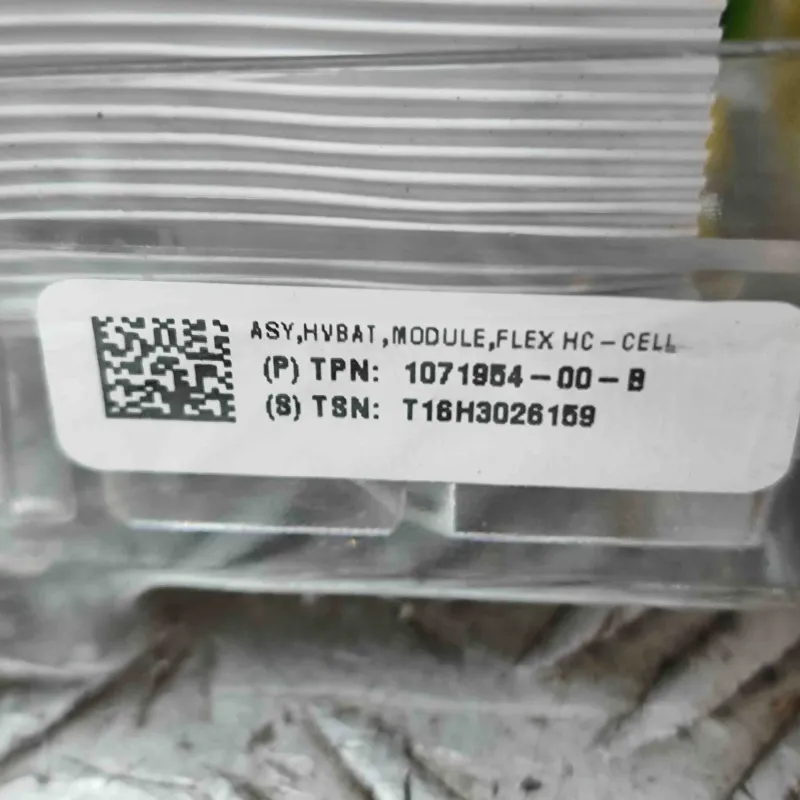 ASY,HVBAT,MODULE,FLEX HC-CELL
(P) TPN: 1071954-00-B
(S) TSN: T16H3026159